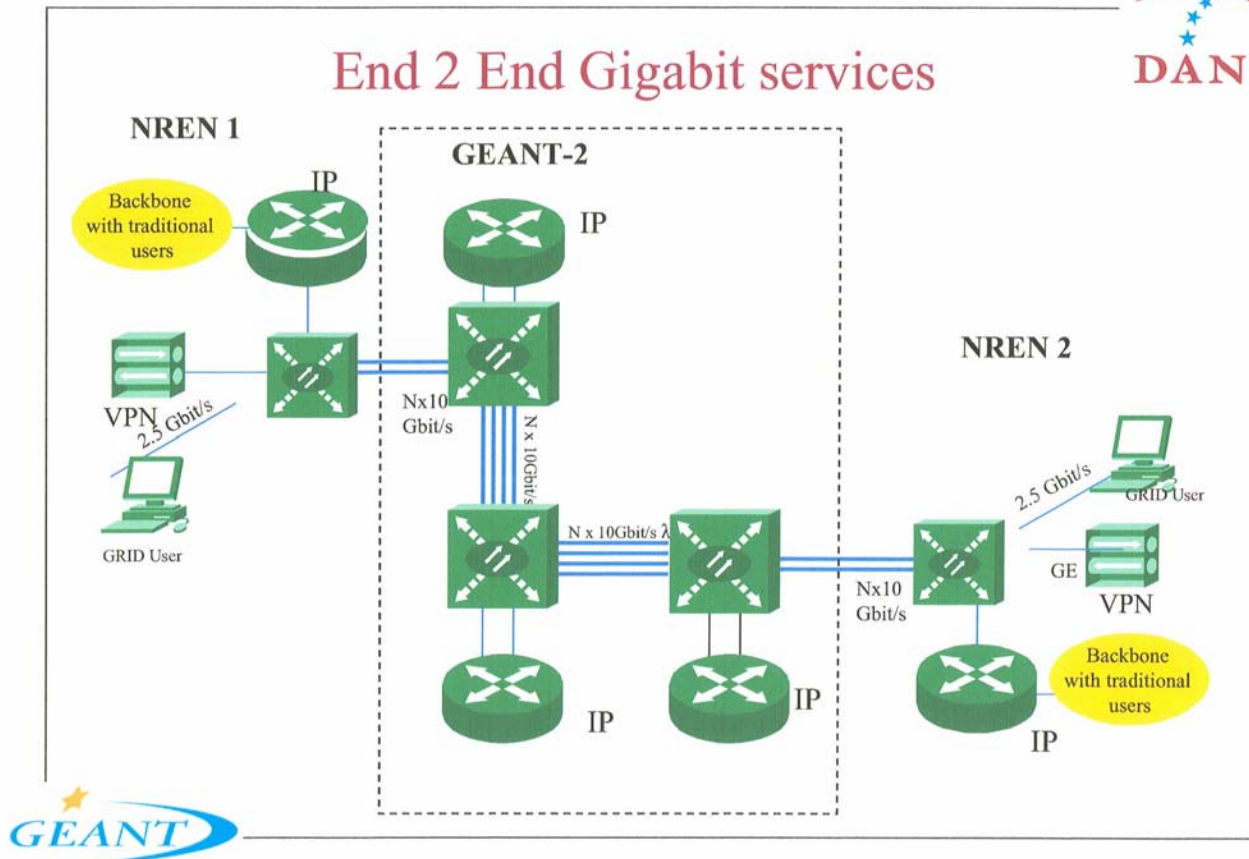 End 2 End Gigabit services
DAN
NREN 1
GEANT-2
IP
IP
Backbone
with traditional
users
NREN 2
VPN
2.5 Gbit/s
Nx10
Gbit/s
N x 10Gbit/s
GRID User
N x 10Gbit/s λ
2.5 Gbit/s
GRID User
GE
VPN
Nx10
Gbit/s
IP
IP
IP
Backbone
with traditional
users
GEANT